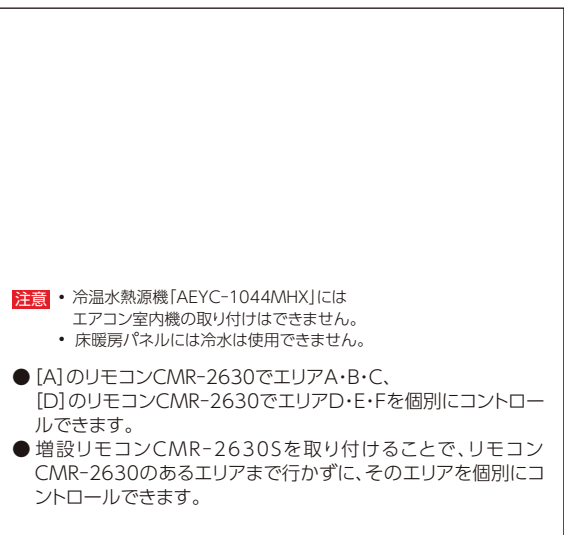 注意 • 冷温水熱源機「AEYC-1044MHX」には
エアコン室内機の取り付けはできません。
• 床暖房パネルには冷水は使用できません。
● [A]のリモコンCMR-2630でエリアA・B・C、
[D]のリモコンCMR-2630でエリアD・E・Fを個別にコントロー
ルできます。
● 増設リモコンCMR-2630Sを取り付けることで、リモコン
CMR-2630のあるエリアまで行かずに、そのエリアを個別にコ
ントロールできます。